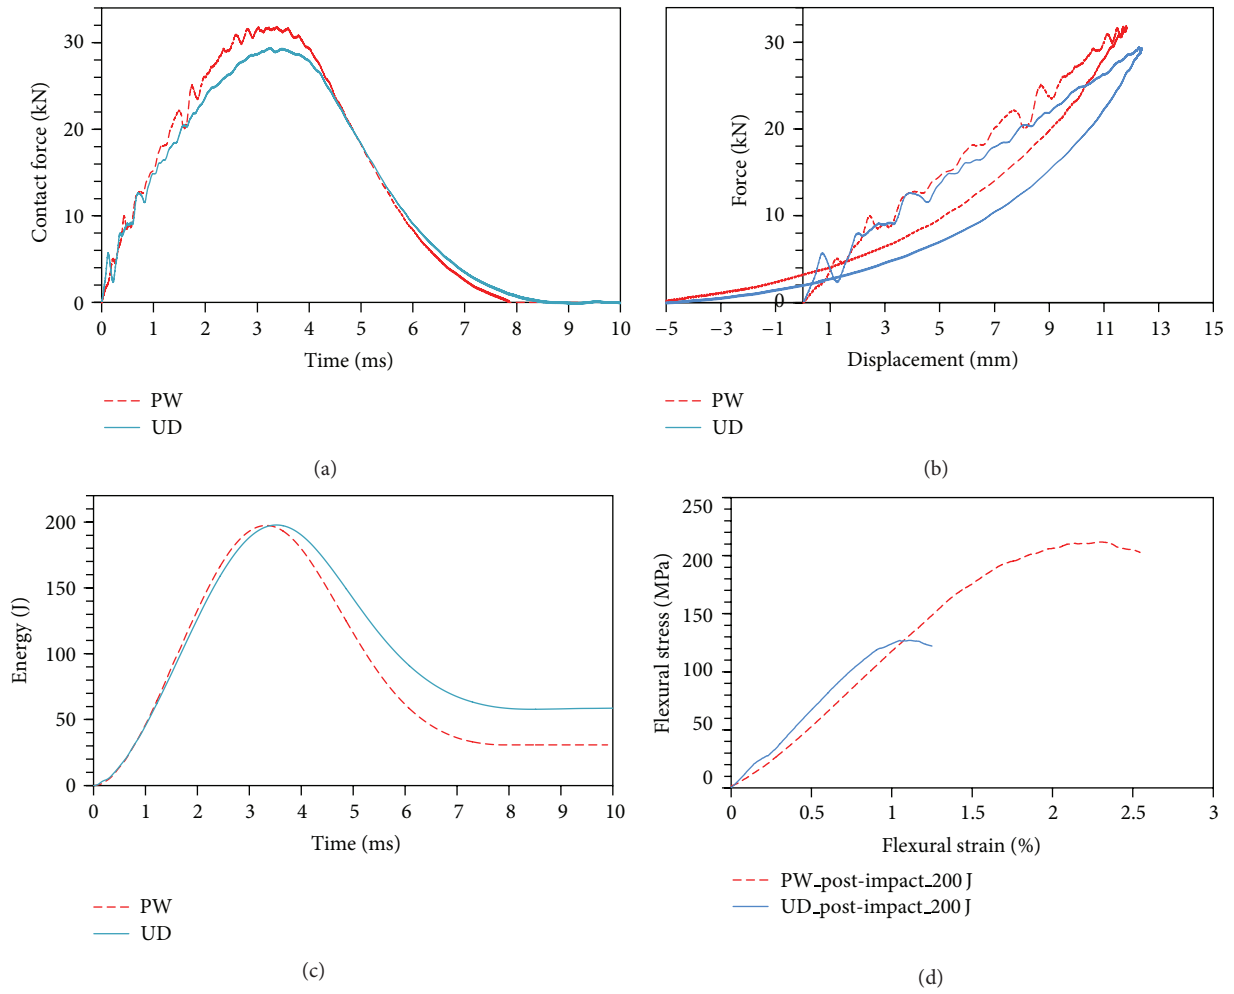 30
20
10
0
Contact force (kN)
0 1 2 3 4 5 6 7 8 9 10
Time (ms)
PW
UD
(a)
30
20
10
0
Force (kN)
−5 −3 −1 1 3 5 7 9 11 13 15
Displacement (mm)
PW
UD
(b)
200
150
100
50
0
Energy (J)
0 1 2 3 4 5 6 7 8 9 10
Time (ms)
PW
UD
(c)
250
200
150
100
50
0
Flexural stress (MPa)
0 0.5 1 1.5 2 2.5 3
Flexural strain (%)
PW_post-impact_200 J
UD_post-impact_200 J
(d)